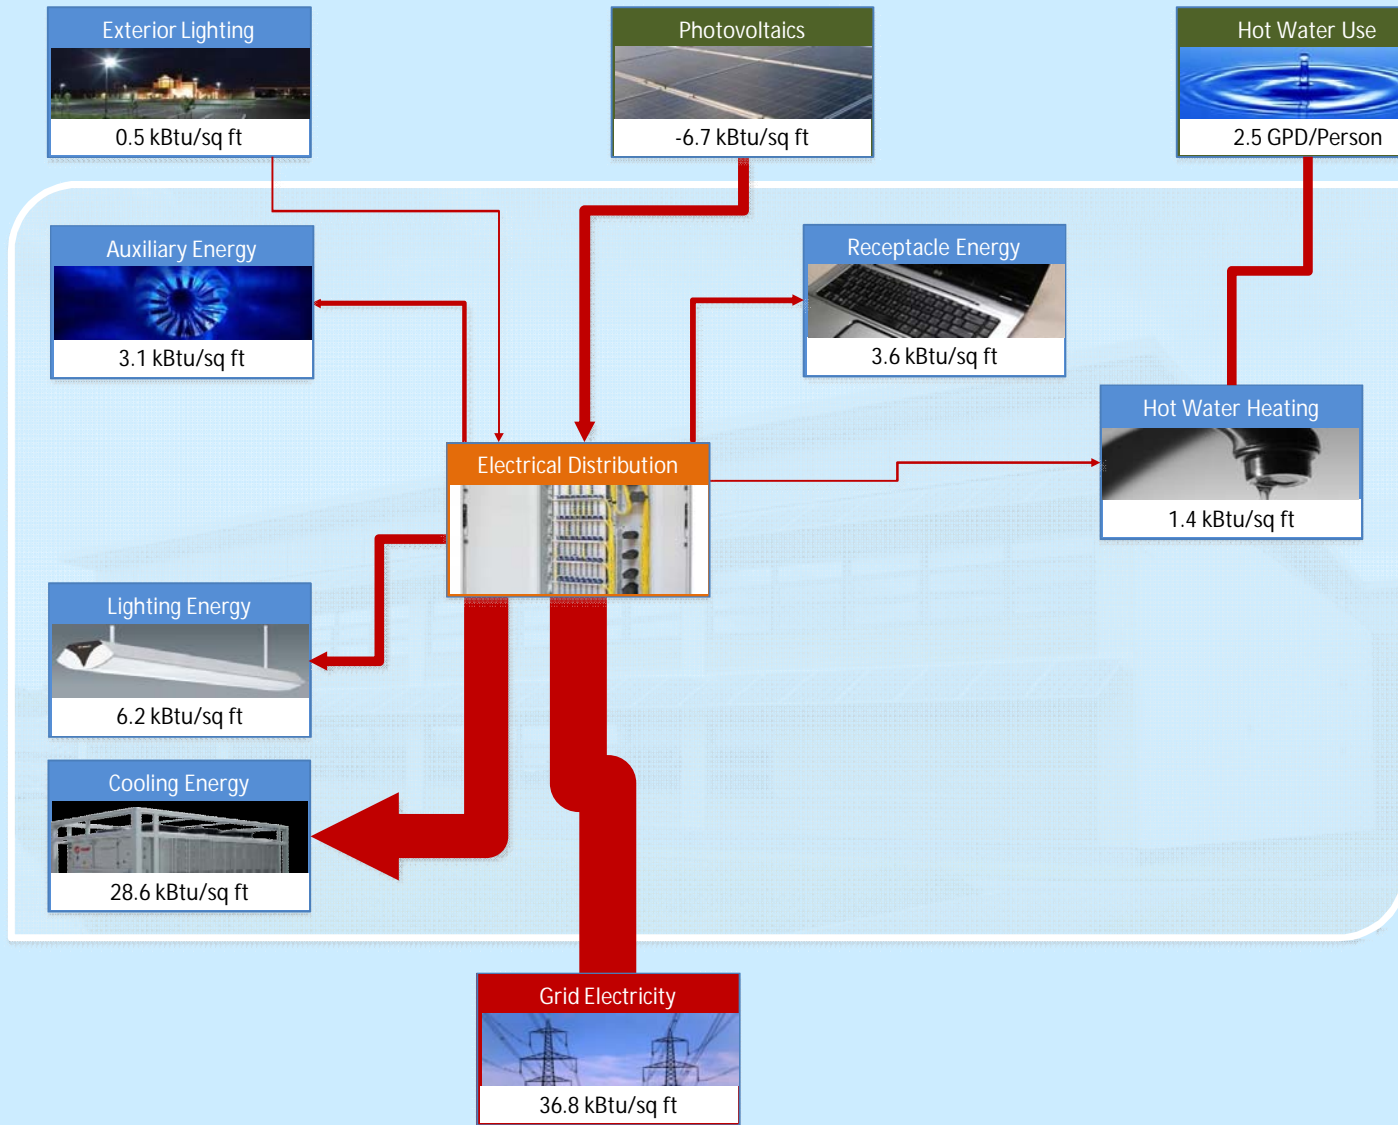 Exterior Lighting
0.5 kBtu/sq ft
Photovoltaics
-6.7 kBtu/sq ft
Hot Water Use
2.5 GPD/Person
Auxiliary Energy
3.1 kBtu/sq ft
Receptacle Energy
3.6 kBtu/sq ft
Hot Water Heating
1.4 kBtu/sq ft
Electrical Distribution
Lighting Energy
6.2 kBtu/sq ft
Cooling Energy
28.6 kBtu/sq ft
Grid Electricity
36.8 kBtu/sq ft